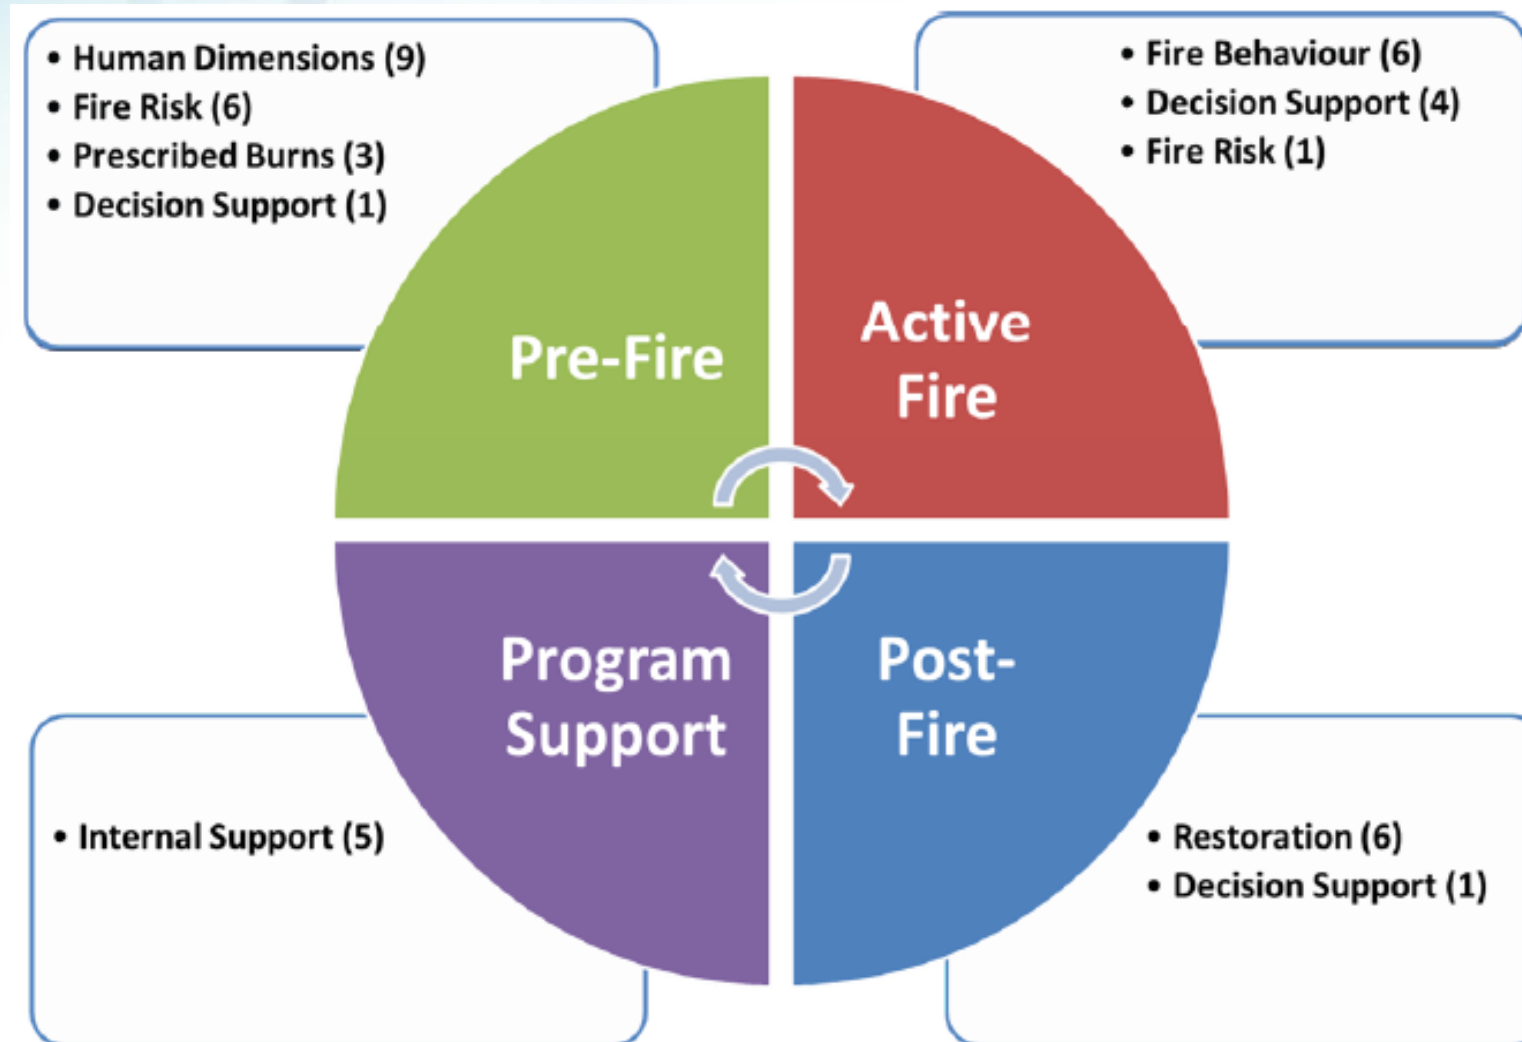 • Human Dimensions (9)
• Fire Risk (6)
• Prescribed Burns (3)
• Decision Support (1)
• Fire Behaviour (6)
• Decision Support (4)
• Fire Risk (1)
Pre-Fire
Active
Fire
Program
Support
Post-
Fire
• Internal Support (5)
• Restoration (6)
• Decision Support (1)